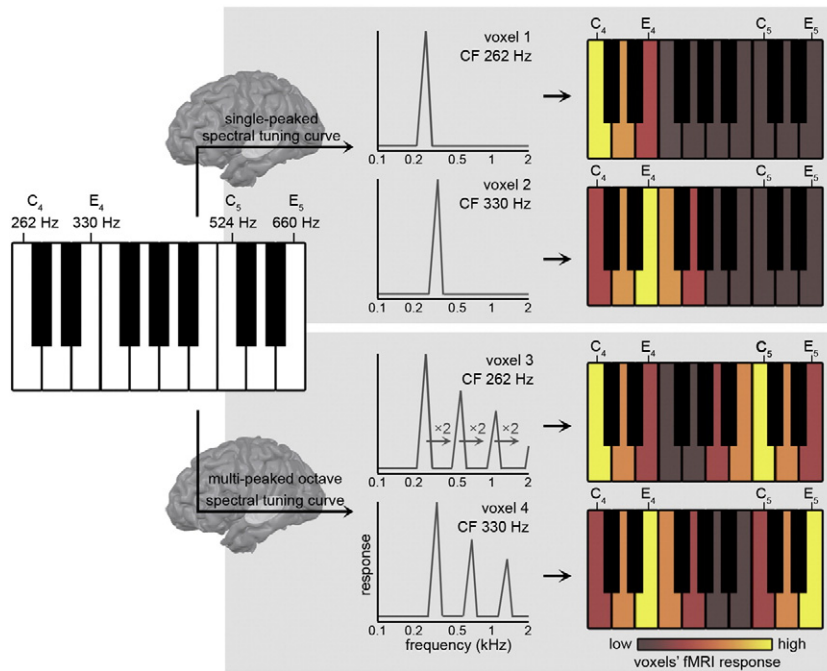 voxel 1
CF 262 Hz
C4 E4 C5 E5
single-peaked
spectral tuning curve
0.1 0.2 0.5 1 2
voxel 2
CF 330 Hz
C4 E4 C5 E5
0.1 0.2 0.5 1 2
C4 E4 C5 E5
262 Hz 330 Hz 524 Hz 660 Hz
voxel 3
CF 262 Hz
C4 E4 C5 E5
×2 ×2 ×2
0.1 0.2 0.5 1 2
multi-peaked octave
spectral tuning curve
voxel 4
CF 330 Hz
C4 E4 C5 E5
response
0.1 0.2 0.5 1 2
frequency (kHz)
low high
voxels' fMRI response